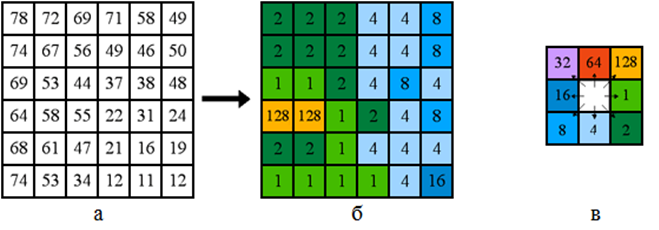 78 72 69 71 58 49
74 67 56 49 46 50
69 53 44 37 38 48
64 58 55 22 31 24
68 61 47 21 16 19
74 53 34 12 11 12
а
2 2 2 4 4 8
2 2 2 4 4 8
1 1 2 4 8 4
128 128 1 2 4 8
2 2 1 4 4 4
1 1 1 1 4 16
б
32 64 128
16 1
8 4 2
в